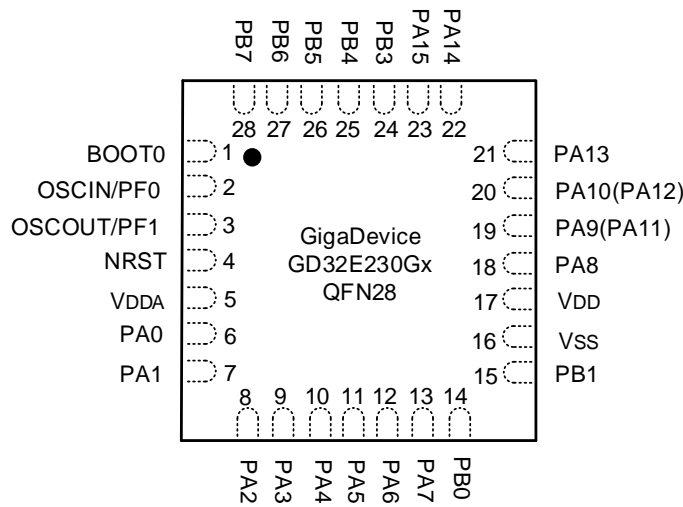 PB7 PB6 PB5 PB4 PB3 PA15 PA14
28 27 26 25 24 23 22
BOOT0 1 21 PA13
OSCIN/PF0 2 20 PA10(PA12)
OSCOUT/PF1 3 19 PA9(PA11)
GigaDevice
NRST 4 GD32E230Gx 18 PA8
QFN28
VDDA 5 17 VDD
PA0 6 16 VSS
PA1 7 15 PB1
8 9 10 11 12 13 14
PA2 PA3 PA4 PA5 PA6 PA7 PB0